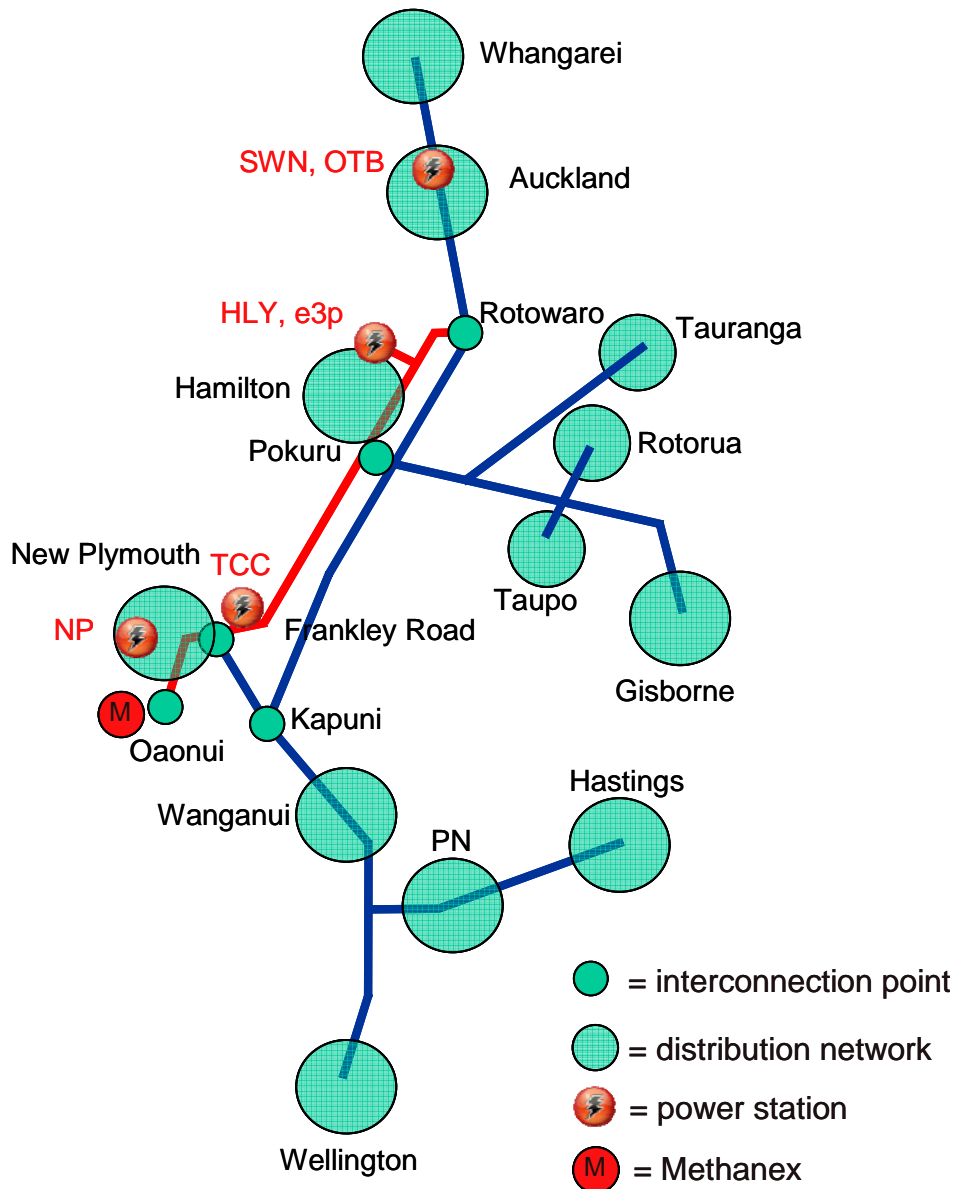 Whangarei
SWN, OTB
Auckland
HLY, e3p
Rotowaro
Tauranga
Hamilton
Pokuru
Rotorua
New Plymouth
TCC
Taupo
NP
Frankley Road
Gisborne
M
Kapuni
Oaonui
Hastings
Wanganui
PN
= interconnection point
= distribution network
= power station
Wellington
M = Methanex